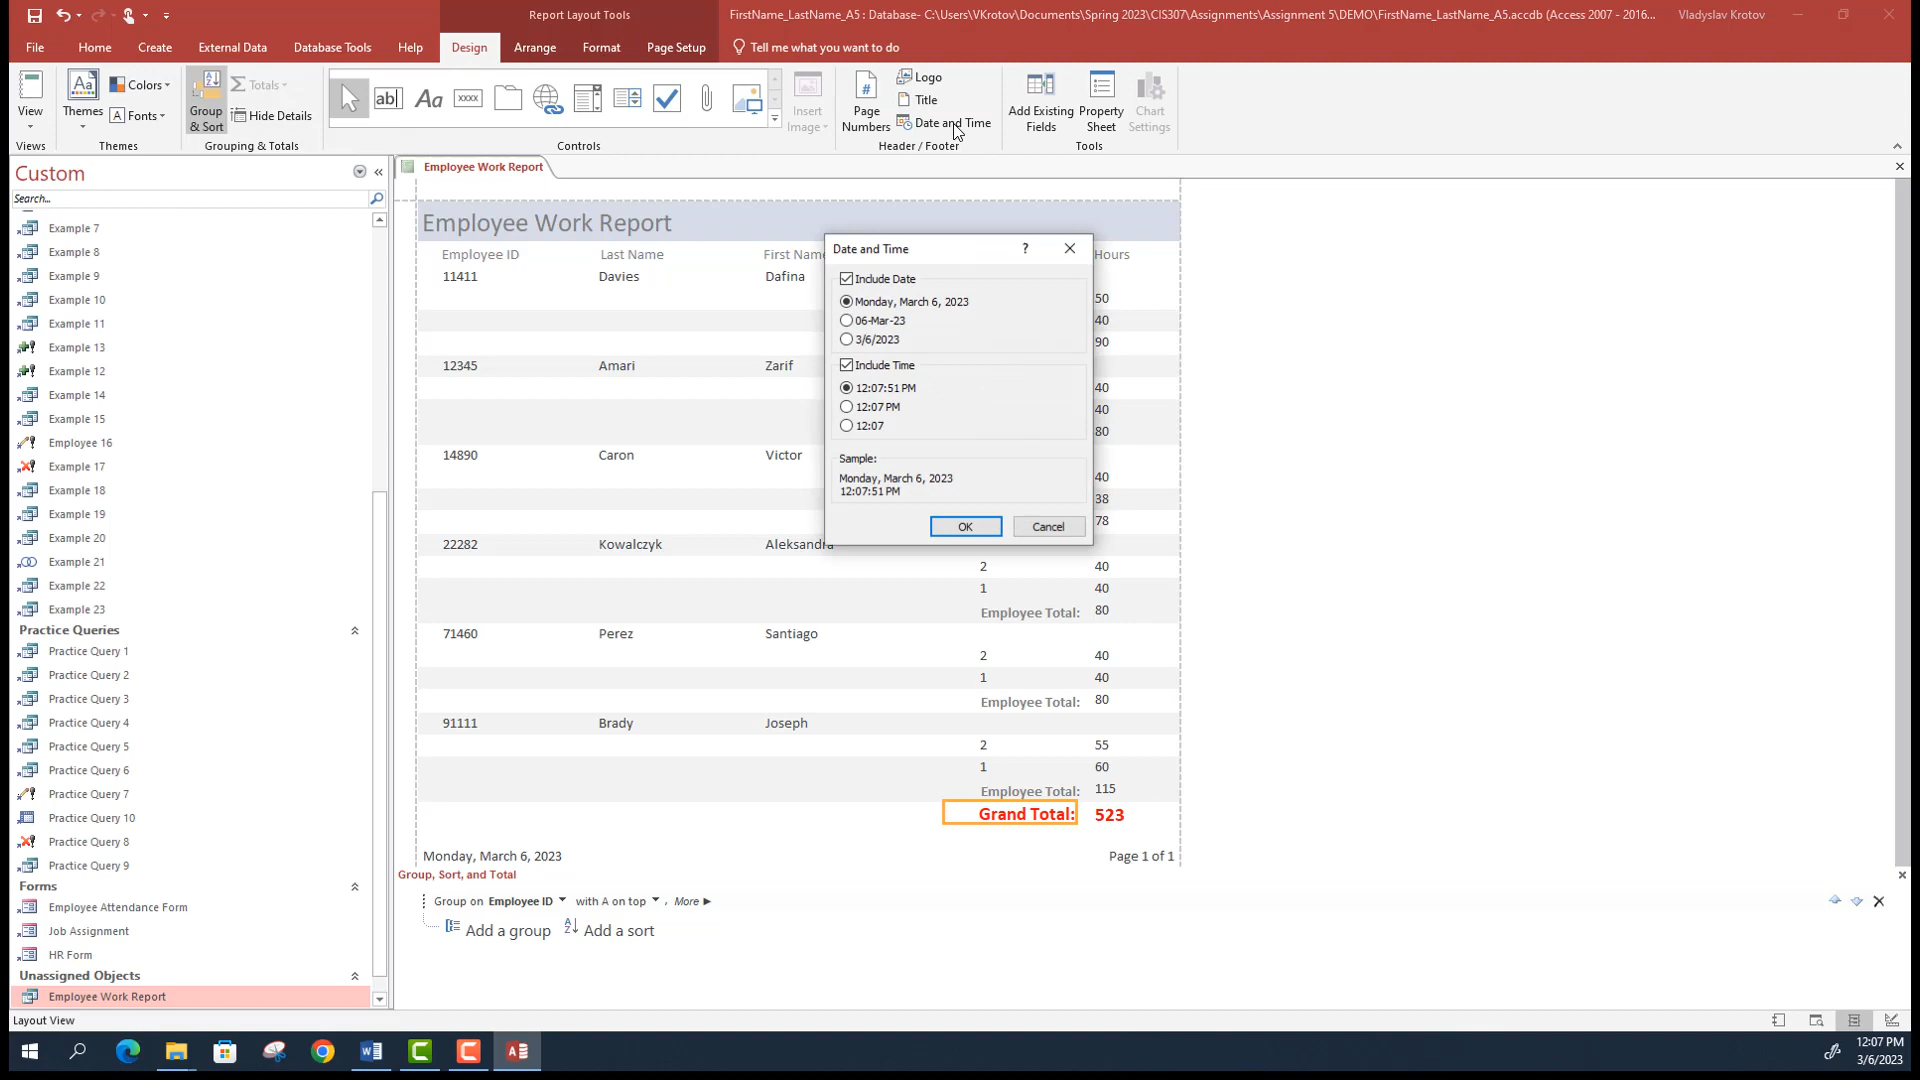 Report Layout Tools
FirstName_LastName_A5 : Database- C:\Users\VKrotov\Documents\Spring 2023\CIS307\Assignments\Assignment 5\DEMO\FirstName_LastName_A5.accdb (Access 2007 - 2016...
Vladyslav Krotov
File
Home
Create
External Data
Database Tools
Help
Design
Arrange
Format
Page Setup
Tell me what you want to do
View
Views
Themes
Colors
Fonts
Themes
Group & Sort
Totals
Hide Details
Grouping & Totals
ab|
Aa
xxxx
Controls
Insert Image
Page Numbers
Logo
Title
Date and Time
Header / Footer
Add Existing Fields
Property Sheet
Chart Settings
Tools
Custom
Search...
Example 7
Example 8
Example 9
Example 10
Example 11
Example 13
Example 12
Example 14
Example 15
Employee 16
Example 17
Example 18
Example 19
Example 20
Example 21
Example 22
Example 23
Practice Queries
Practice Query 1
Practice Query 2
Practice Query 3
Practice Query 4
Practice Query 5
Practice Query 6
Practice Query 7
Practice Query 10
Practice Query 8
Practice Query 9
Forms
Employee Attendance Form
Job Assignment
HR Form
Unassigned Objects
Employee Work Report
Employee Work Report
Employee Work Report
Employee ID Last Name First Name Hours
11411 Davies Dafina
50
40
90
12345 Amari Zarif
40
40
80
14890 Caron Victor
40
38
78
22282 Kowalczyk Aleksandra
2 40
1 40
Employee Total: 80
71460 Perez Santiago
2 40
1 40
Employee Total: 80
91111 Brady Joseph
2 55
1 60
Employee Total: 115
Grand Total: 523
Monday, March 6, 2023 Page 1 of 1
Date and Time
?
Include Date
Monday, March 6, 2023
06-Mar-23
3/6/2023
Include Time
12:07:51 PM
12:07 PM
12:07
Sample:
Monday, March 6, 2023
12:07:51 PM
OK
Cancel
Group, Sort, and Total
Group on Employee ID with A on top , More
Add a group
Add a sort
Layout View
12:07 PM
3/6/2023